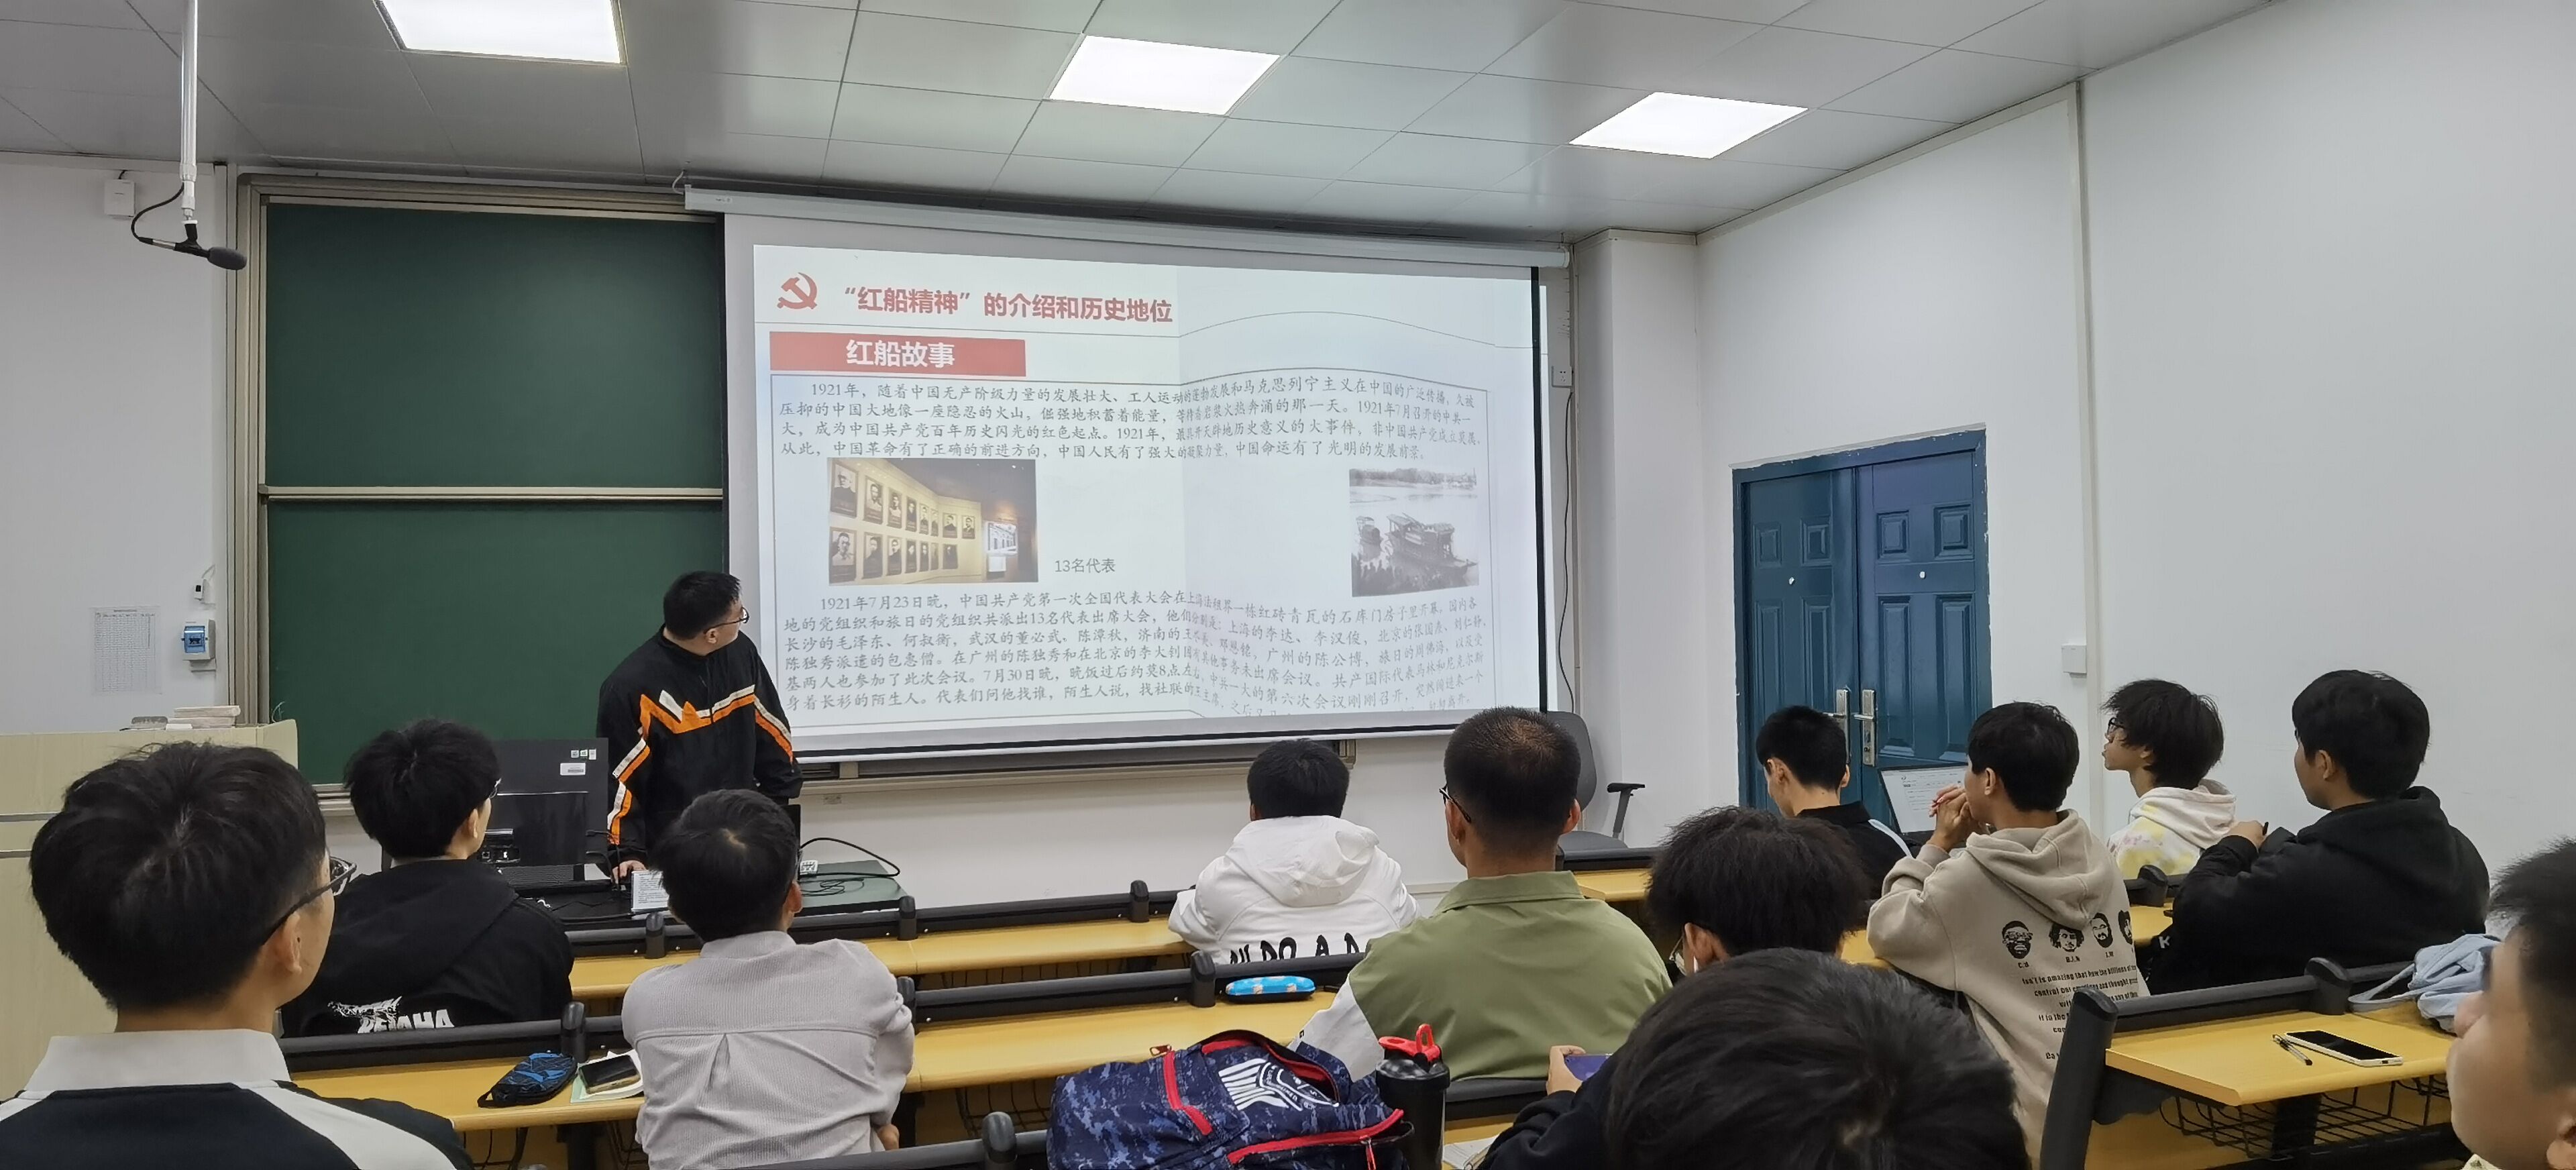 “红船精神”的介绍和历史地位
红船故事
1921年，随着中国无产阶级力量的发展壮大、工人运动的蓬勃发展和马克思列宁主义在中国的广泛传播，久被
压抑的中国大地像一座隐忍的火山，倔强地积蓄着能量，等待着岩浆火热奔涌的那一天。1921年7月召开的中共一
大，成为中国共产党百年历史闪光的红色起点。1921年，最具开天辟地历史意义的大事件，非中国共产党成立莫属，
从此，中国革命有了正确的前进方向，中国人民有了强大的凝聚力量，中国命运有了光明的发展前景。
13名代表
1921年7月23日晚，中国共产党第一次全国代表大会在上海法租界一栋红砖青瓦的石库门房子里开幕。国内各
地的党组织和旅日的党组织共派出13名代表出席大会，他们分别是：上海的李达、李汉俊，北京的张国焘、刘仁静，
长沙的毛泽东、何叔衡，武汉的董必武、陈潭秋，济南的王尽美、邓恩铭，广州的陈公博，旅日的周佛海，以及受
陈独秀派遣的包惠僧。在广州的陈独秀和在北京的李大钊因有其他事务未出席会议。共产国际代表马林和尼克尔斯
基两人也参加了此次会议。7月30日晚，晚饭过后约莫8点左右，中共一大的第六次会议刚刚召开，突然闯进来一个
身着长衫的陌生人。代表们问他找谁，陌生人说，找社联的王主席，